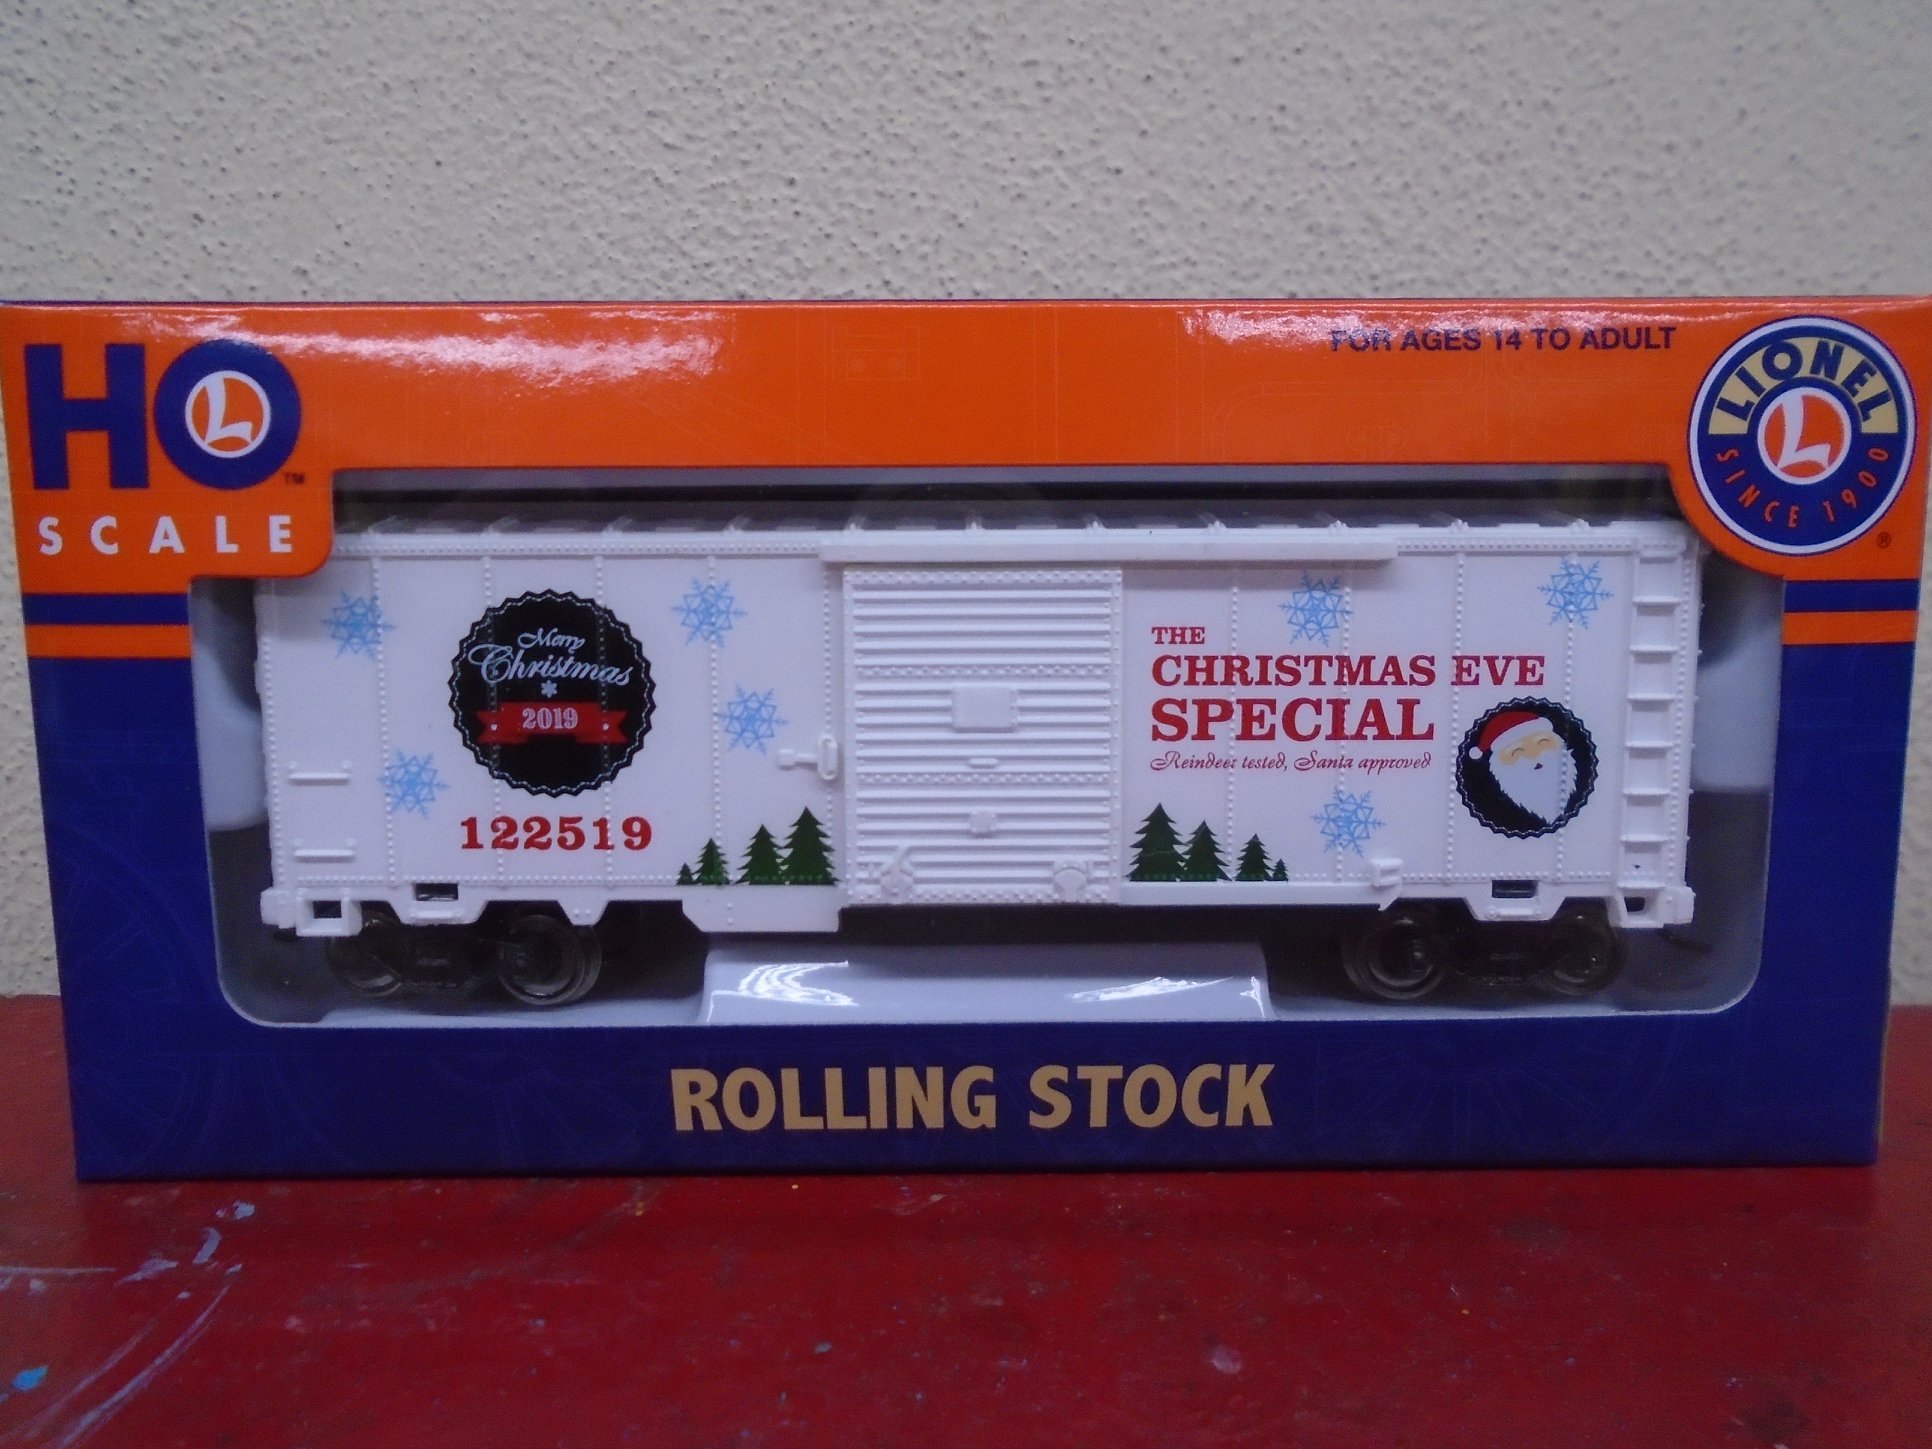 HO
L
TM
SCALE
FOR AGES 14 TO ADULT
LIONEL
L
SINCE 1900
®
Merry
Christmas
2019
122519
THE
CHRISTMAS EVE
SPECIAL
Reindeer tested, Santa approved
ROLLING STOCK